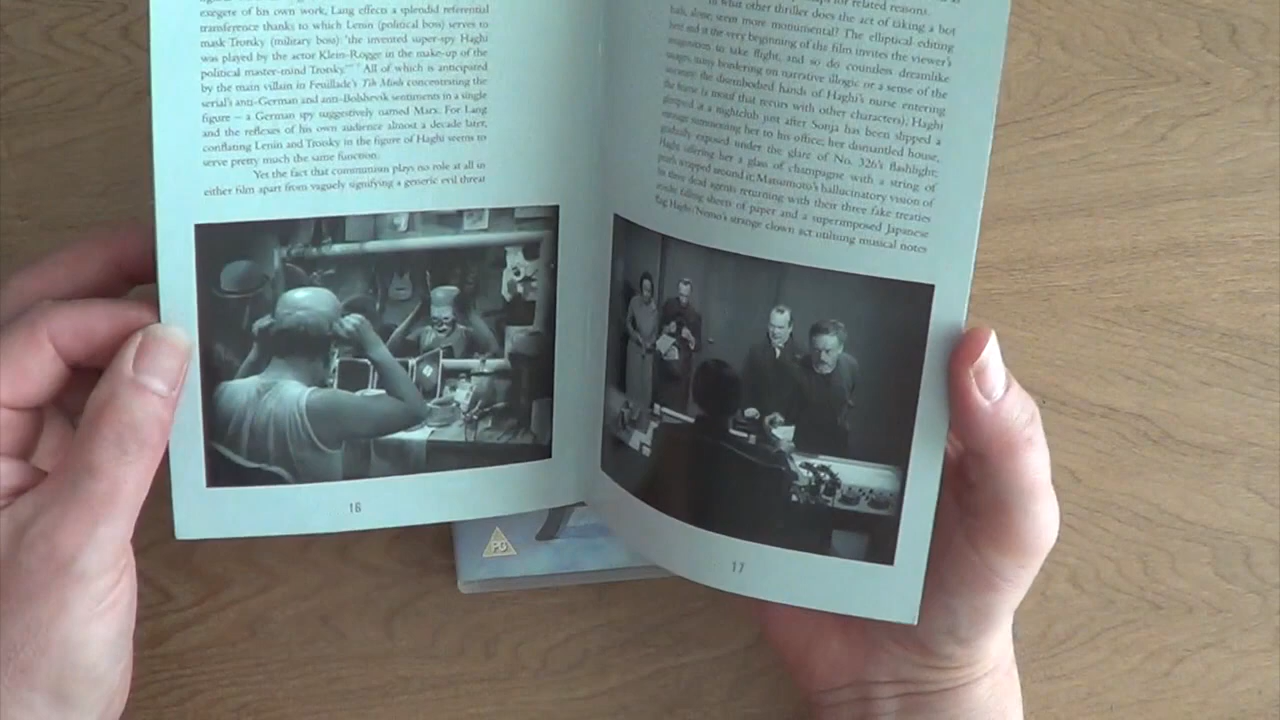 exegete of his own work, Lang effects a splendid referential
transference thanks to which Lenin (political boss) serves to
mask Trotsky (military boss): 'the invented super-spy Haghi
was played by the actor Klein-Rogge in the make-up of the
political master-mind Trotsky.' All of which is anticipated
by the main villain in Feuillade's Tih Minh concentrating the
serial's anti-German and anti-Bolshevik sentiments in a single
figure — a German spy suggestively named Marx. For Lang
and the reflexes of his own audience almost a decade later,
conflating Lenin and Trotsky in the figure of Haghi seems to
serve pretty much the same function.
Yet the fact that communism plays no role at all in
either film apart from vaguely signifying a generic evil threat
16
for related reasons.
In what other thriller does the act of taking a hot
bath, alone, seem more monumental? The elliptical editing
here and at the very beginning of the film invites the viewer's
imagination to take flight, and so do countless dreamlike
images many bordering on narrative illogic or a sense of the
uncanny: the disembodied hands of Haghi's nurse entering
the frame (a motif that recurs with other characters); Haghi
glimpsed at a nightclub just after Sonja has been slipped a
message summoning her to his office; her dismantled house,
gradually exposed under the glare of No. 326's flashlight;
Haghi offering her a glass of champagne with a string of
pearls wrapped around it; Matsumoto's hallucinatory vision of
his three dead agents returning with their three fake treaties
amidst falling sheets of paper and a superimposed Japanese
flag; Haghi/Nemo's strange clown act utilising musical notes
17
PG